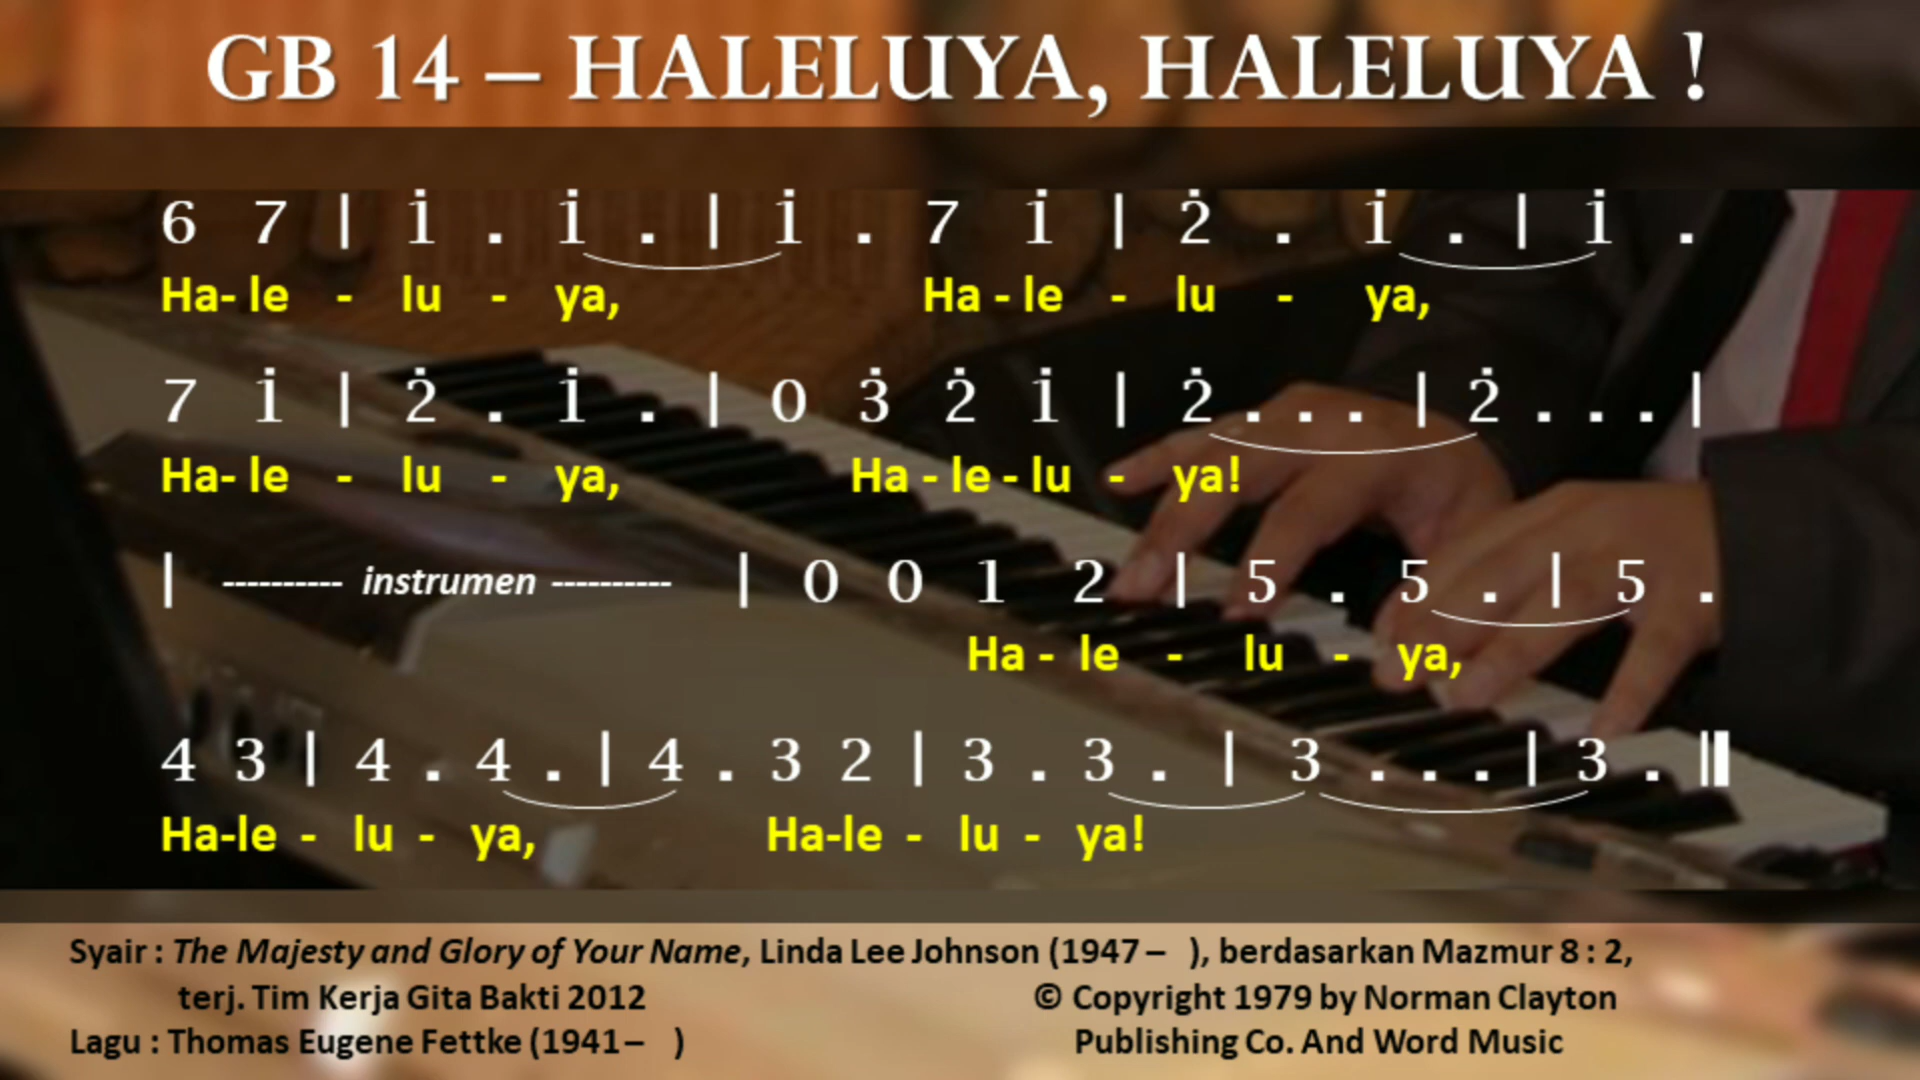 GB 14 – HALELUYA, HALELUYA !
6 7 | i . i . | i . 7 i | 2̇ . i . | i .
Ha- le - lu - ya, Ha - le - lu - ya,
7 i | 2̇ . i . | 0 3̇ 2̇ i | 2̇ . . . | 2̇ . . . |
Ha- le - lu - ya, Ha - le - lu - ya!
| ---------- instrumen ---------- | 0 0 1 2 | 5 . 5 . | 5 .
Ha - le - lu - ya,
4 3 | 4 . 4 . | 4 . 3 2 | 3 . 3 . | 3 . . . | 3 . ||
Ha-le - lu - ya, Ha-le - lu - ya!
Syair : The Majesty and Glory of Your Name, Linda Lee Johnson (1947 – ), berdasarkan Mazmur 8 : 2,
terj. Tim Kerja Gita Bakti 2012 © Copyright 1979 by Norman Clayton
Lagu : Thomas Eugene Fettke (1941 – ) Publishing Co. And Word Music